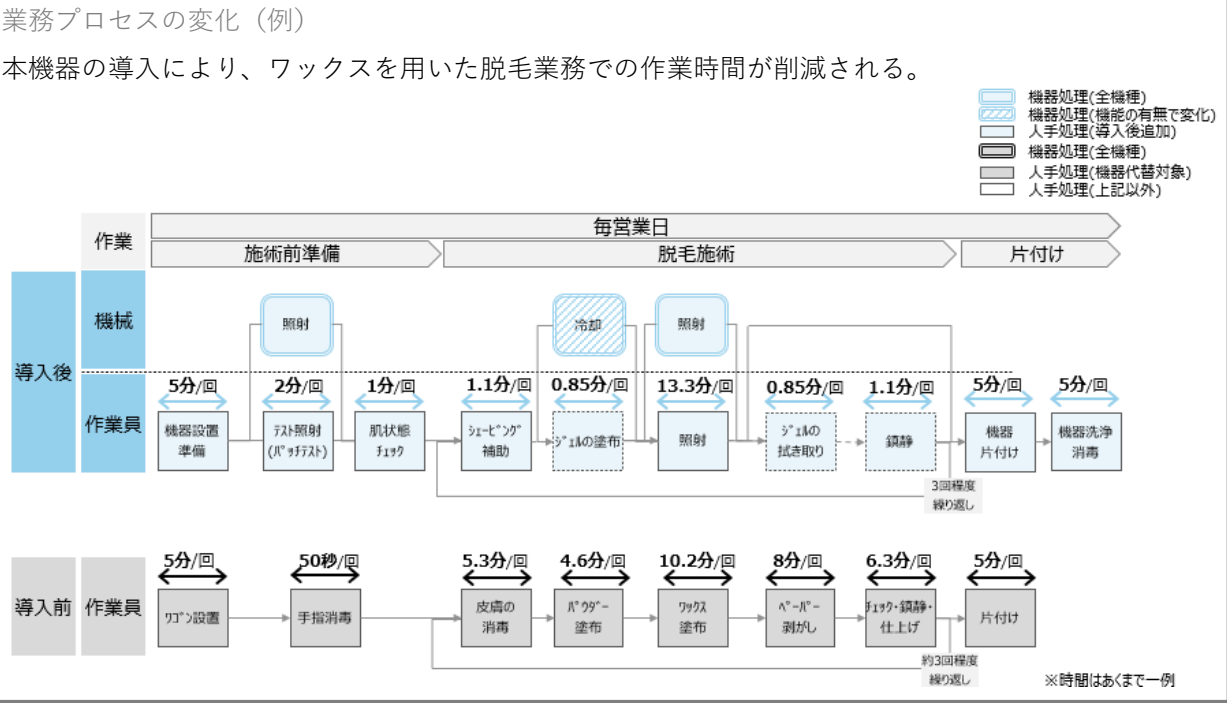 業務プロセスの変化（例）
本機器の導入により、ワックスを用いた脱毛業務での作業時間が削減される。
機器処理(全機種)
機器処理(機能の有無で変化)
人手処理(導入後追加)
機器処理(全機種)
人手処理(機器代替対象)
人手処理(上記以外)
作業
毎営業日
施術前準備
脱毛施術
片付け
導入後
機械
照射
冷却
照射
作業員
5分/回
2分/回
1分/回
1.1分/回
0.85分/回
13.3分/回
0.85分/回
1.1分/回
5分/回
5分/回
機器設置
準備
ﾃｽﾄ照射
(ﾊﾟｯﾁﾃｽﾄ)
肌状態
ﾁｪｯｸ
ｼｪｰﾋﾞﾝｸﾞ
補助
ｼﾞｪﾙの塗布
照射
ｼﾞｪﾙの
拭き取り
鎮静
機器
片付け
機器洗浄
消毒
3回程度
繰り返し
導入前
作業員
5分/回
50秒/回
5.3分/回
4.6分/回
10.2分/回
8分/回
6.3分/回
5分/回
ﾜｺﾞﾝ設置
手指消毒
皮膚の
消毒
ﾊﾟｳﾀﾞｰ
塗布
ﾜｯｸｽ
塗布
ﾍﾟｰﾊﾟｰ
剥がし
ﾁｪｯｸ・鎮静・
仕上げ
片付け
約3回程度
繰り返し
※時間はあくまで一例